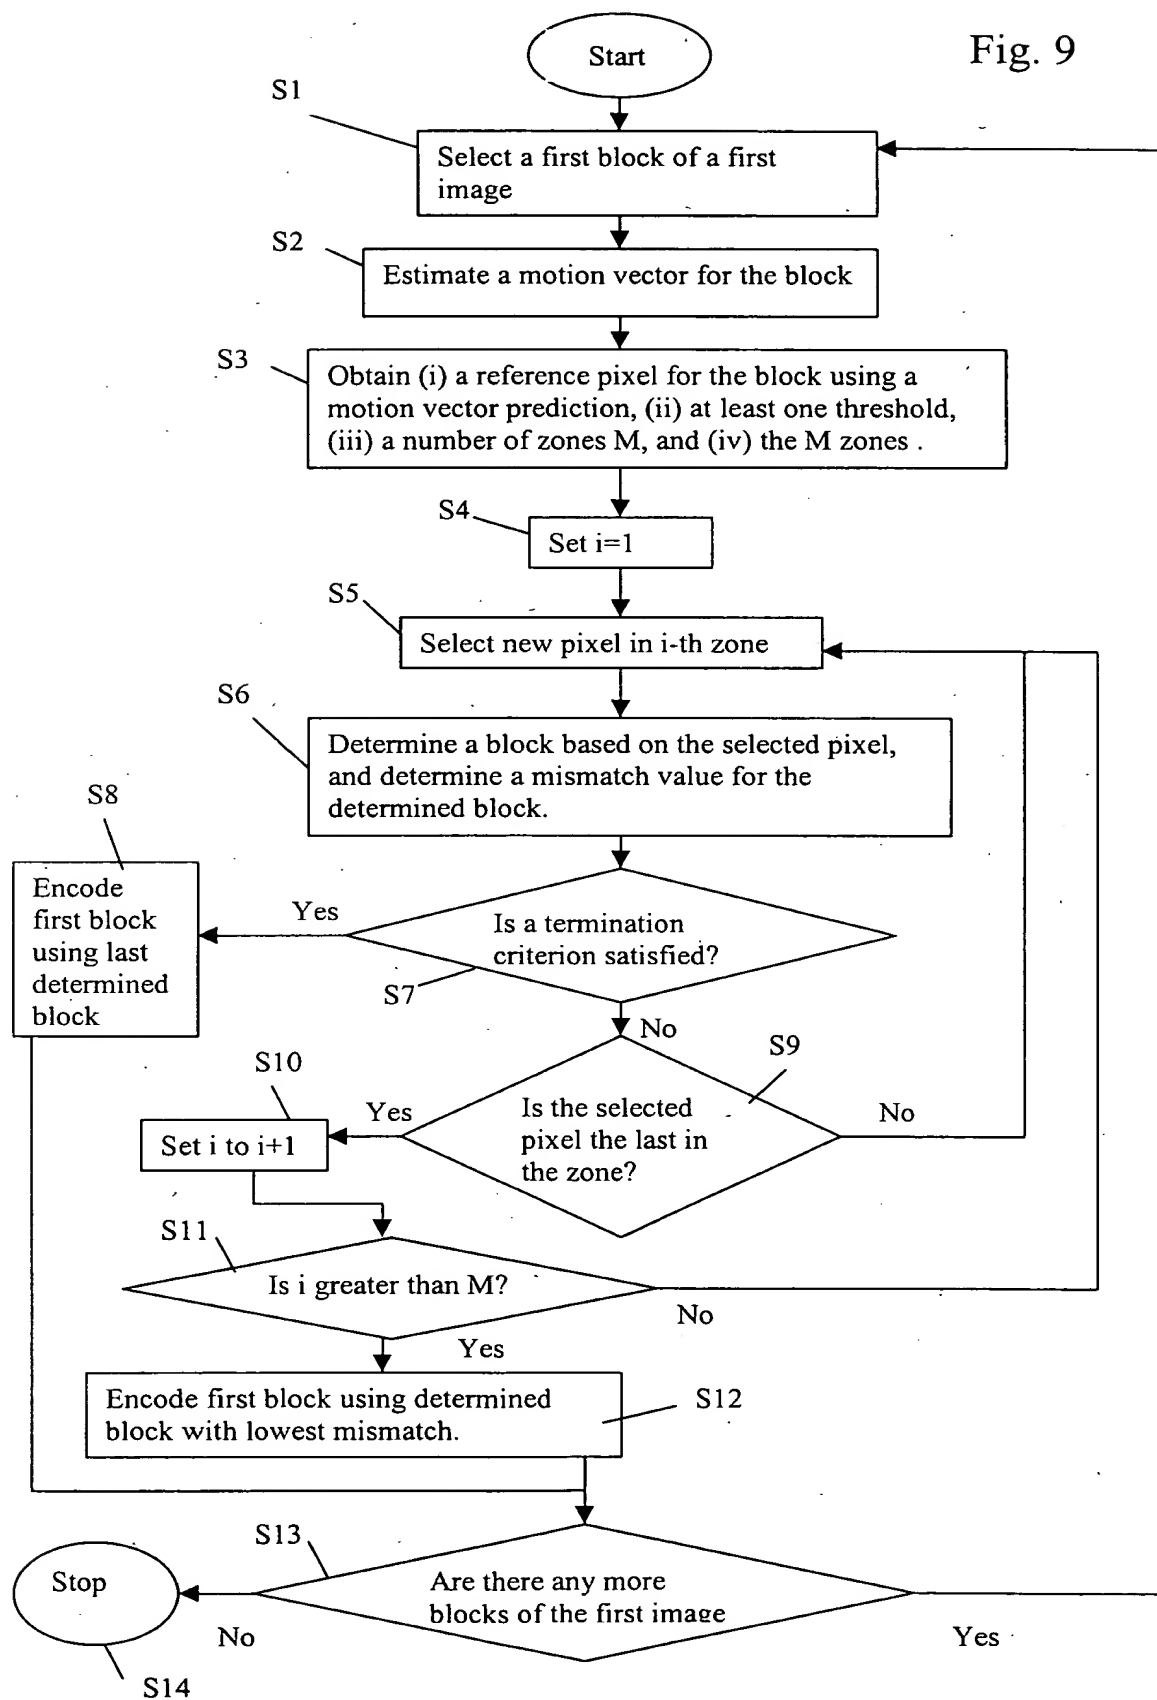 Fig. 9
Start
S1
Select a first block of a first
image
S2
Estimate a motion vector for the block
S3
Obtain (i) a reference pixel for the block using a
motion vector prediction, (ii) at least one threshold,
(iii) a number of zones M, and (iv) the M zones .
S4
Set i=1
S5
Select new pixel in i-th zone
S6
Determine a block based on the selected pixel,
and determine a mismatch value for the
determined block.
S8
Encode
first block
using last
determined
block
Yes
Is a termination
criterion satisfied?
S7
No
S9
S10
Yes
Is the selected
pixel the last in
the zone?
No
Set i to i+1
S11
Is i greater than M?
No
Yes
Encode first block using determined
block with lowest mismatch.
S12
S13
Stop
Are there any more
blocks of the first image
No
Yes
S14